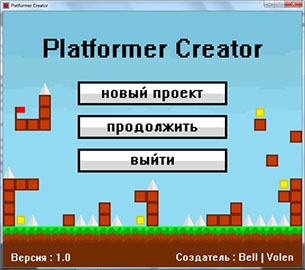 Platformer Creator
Platformer Creator
новый проект
продолжить
выйти
Версия : 1.0
Создатель : Bell | Volen